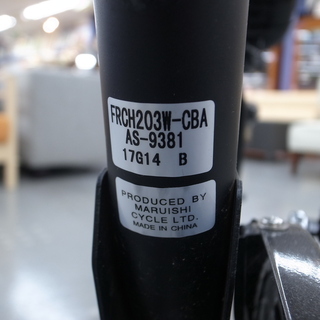 FRCH203W-CBA
AS-9381
17G14 B
PRODUCED BY
MARUISHI
CYCLE LTD.
MADE IN CHINA